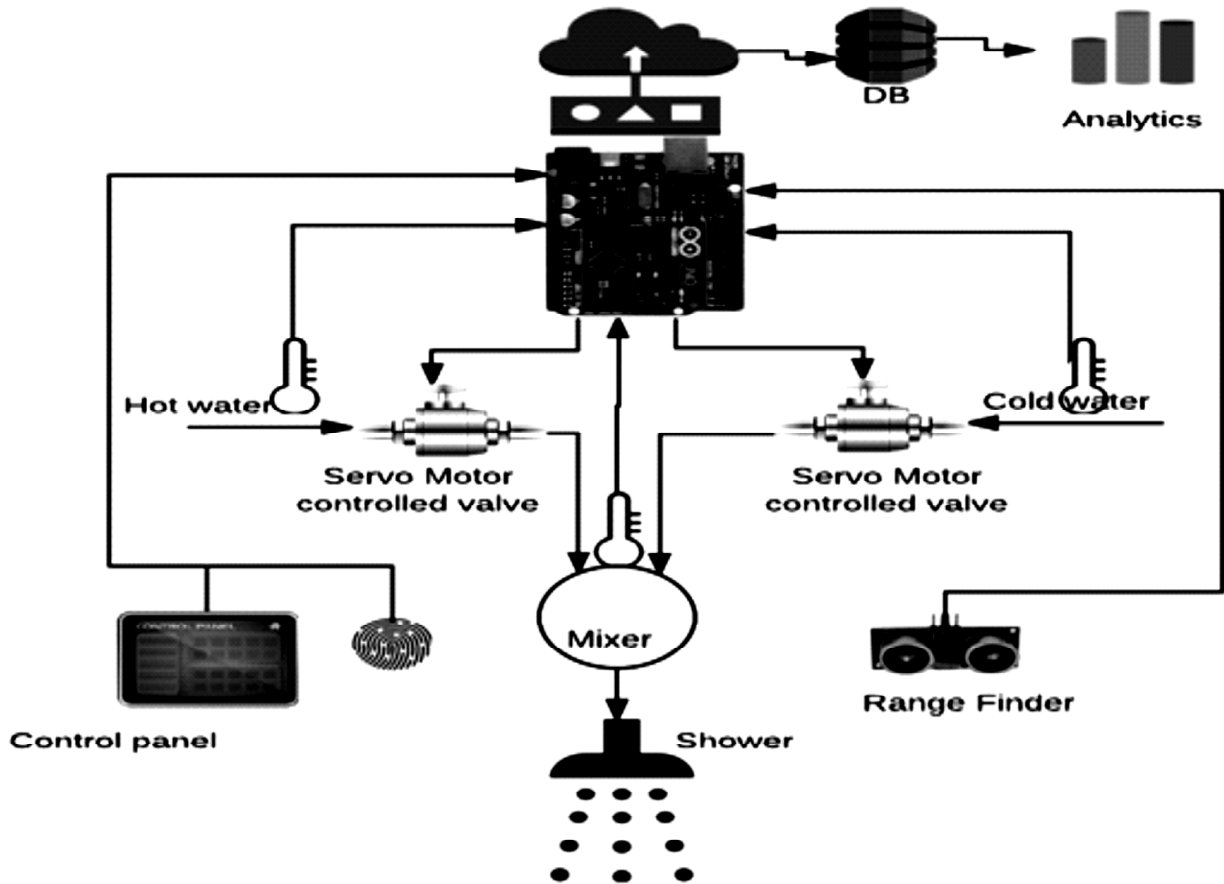 DB
Analytics
Hot water
Cold water
Servo Motor
controlled valve
Servo Motor
controlled valve
CONTROL PANEL
Mixer
Range Finder
Control panel
Shower